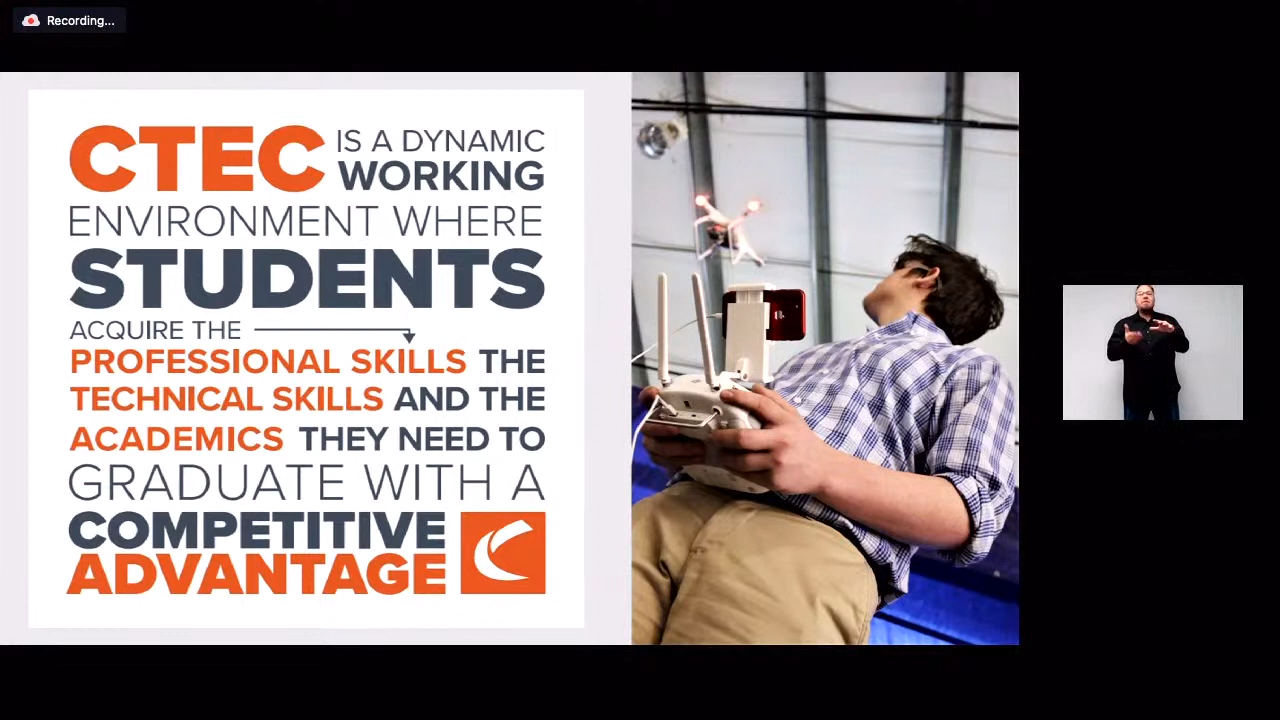 Recording...
CTEC IS A DYNAMIC
WORKING
ENVIRONMENT WHERE
STUDENTS
ACQUIRE THE
PROFESSIONAL SKILLS THE
TECHNICAL SKILLS AND THE
ACADEMICS THEY NEED TO
GRADUATE WITH A
COMPETITIVE
ADVANTAGE